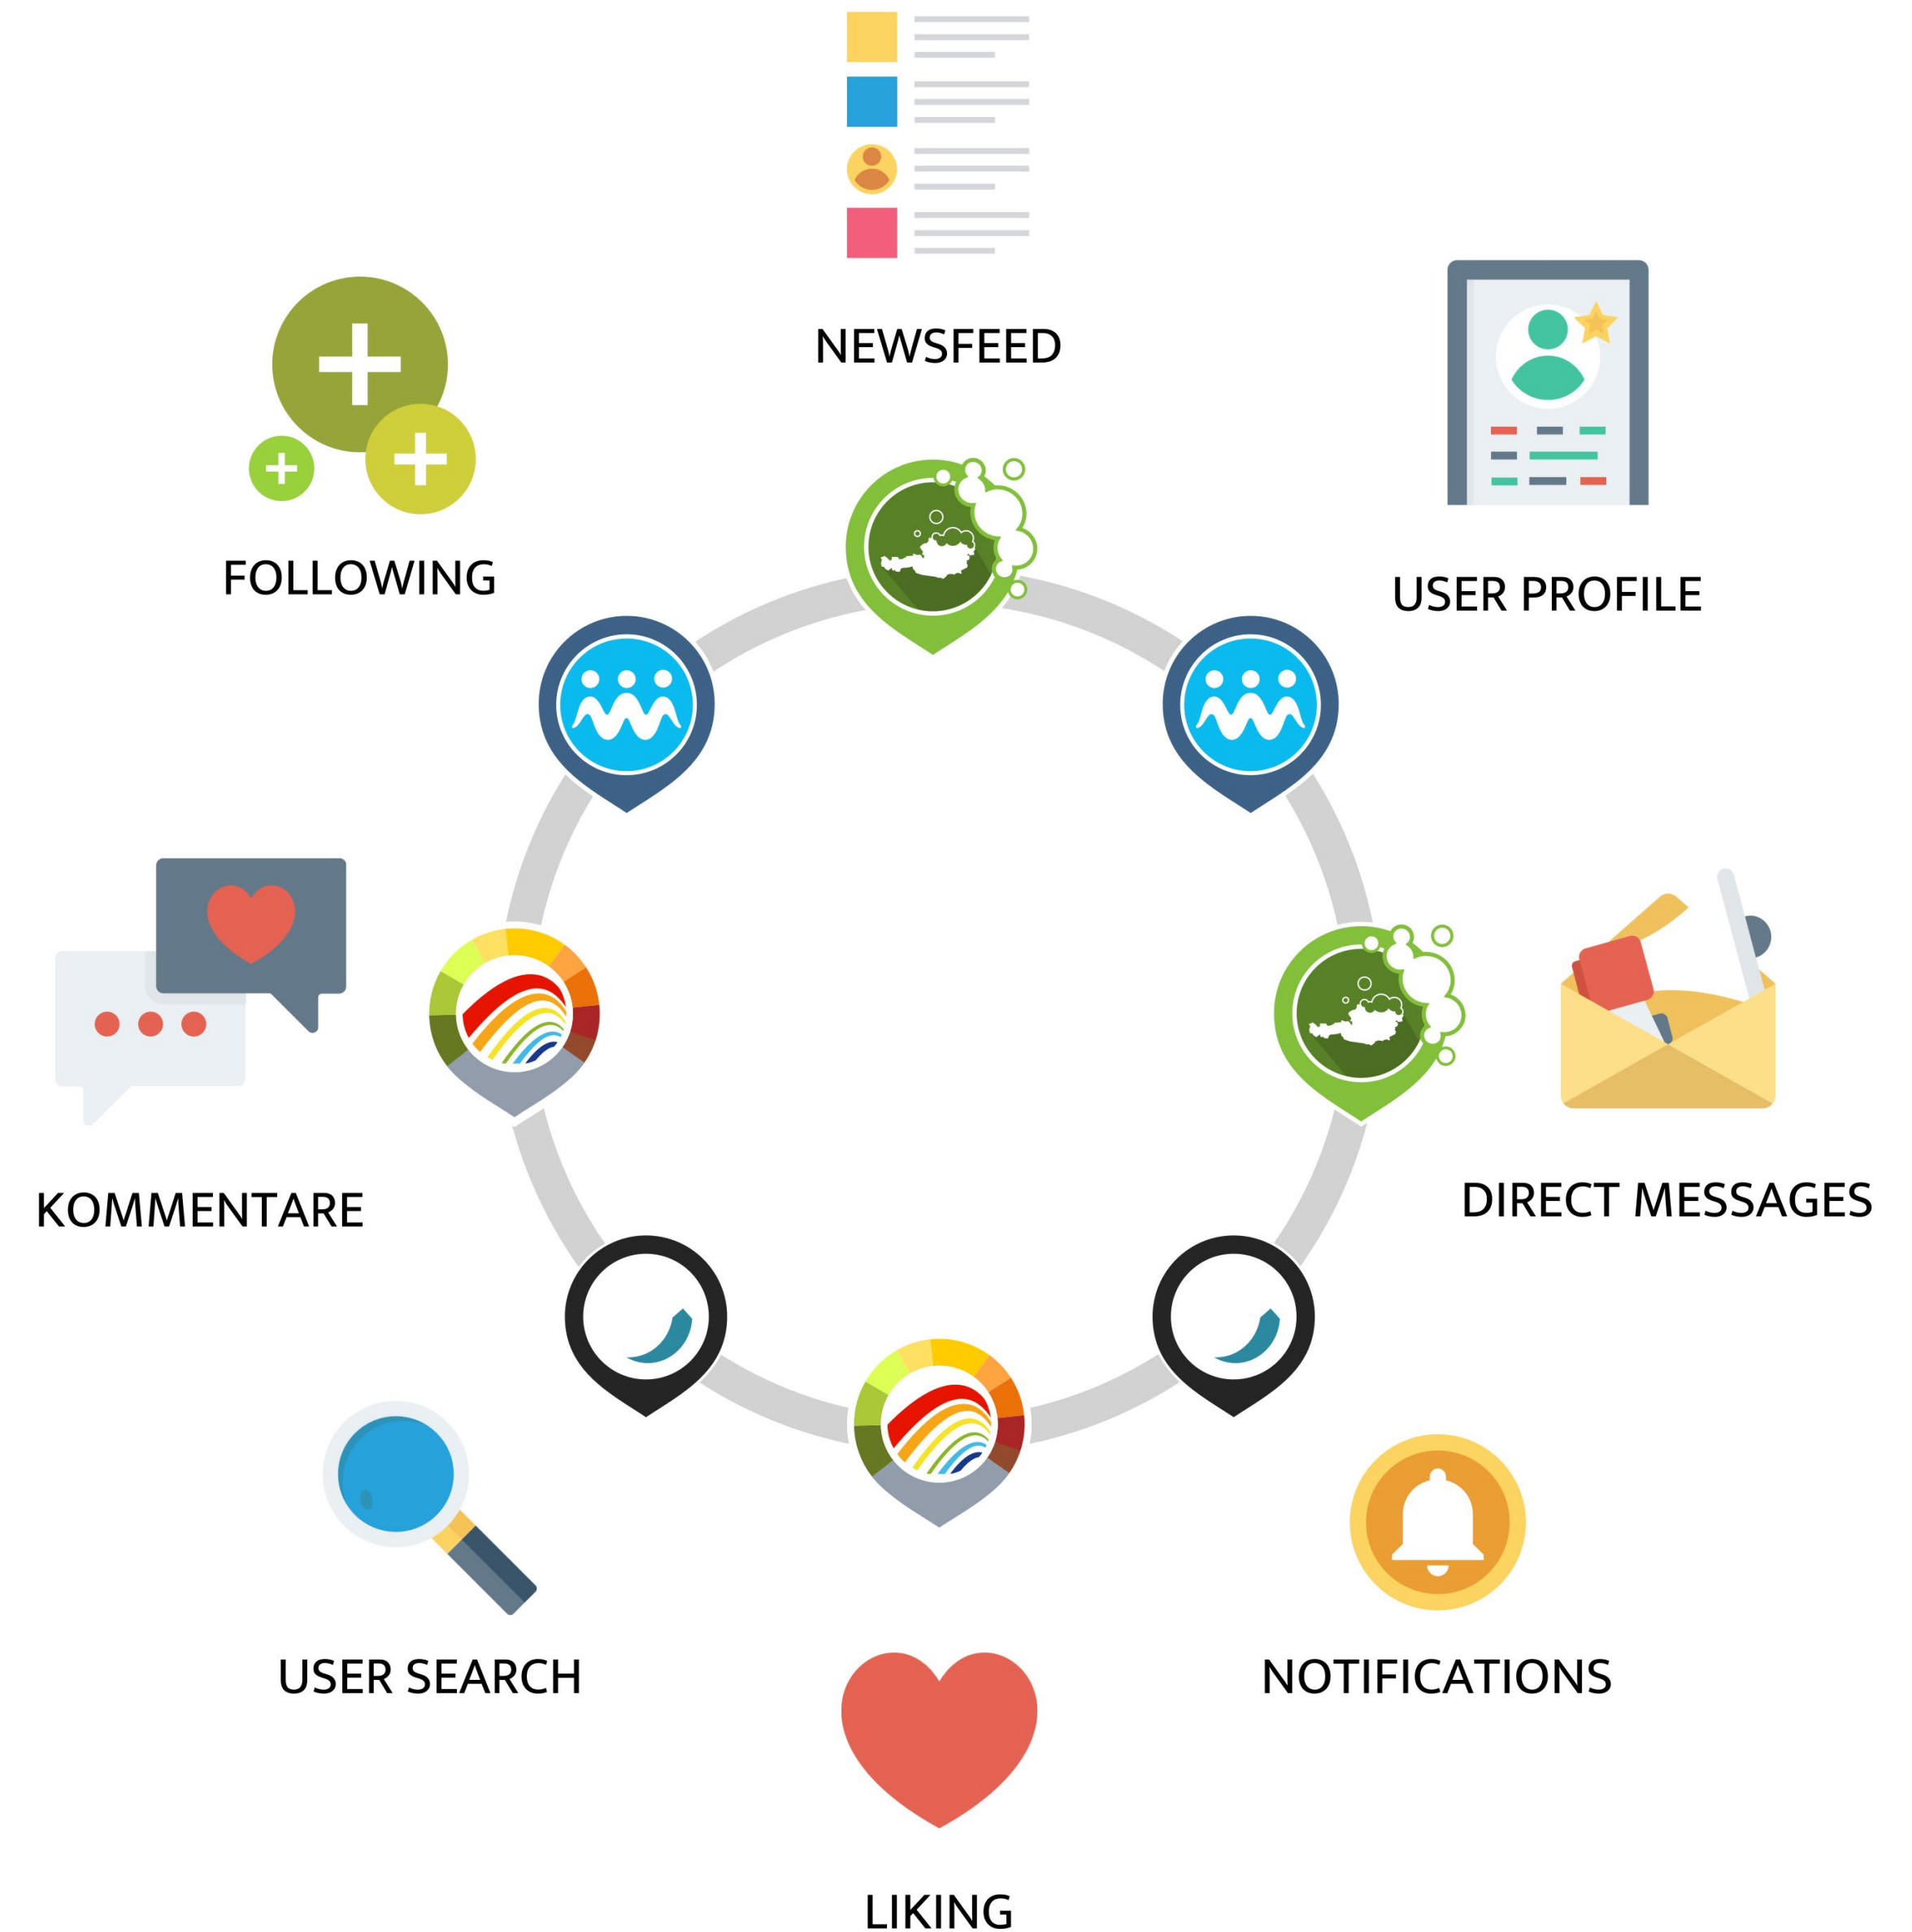 NEWSFEED
FOLLOWING
USER PROFILE
KOMMENTARE
DIRECT MESSAGES
USER SEARCH
NOTIFICATIONS
LIKING